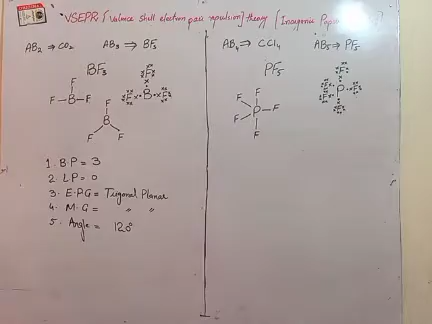 VSEPR {Valence shell electron pair repulsion} theory (Inorganic
AB2 ⇒ CO2 AB3 ⇒ BF3
BF3
F
F–B–F
F
F B F
F
B
F F
1. B.P = 3
2. LP = 0
3. E.P.G = Trigonal Planar
4. M.G = " "
5. Angle = 120°
AB4 ⇒ CCl4 AB5 ⇒ PF5
PF5
F
F P F
F F
F
F P F
F F